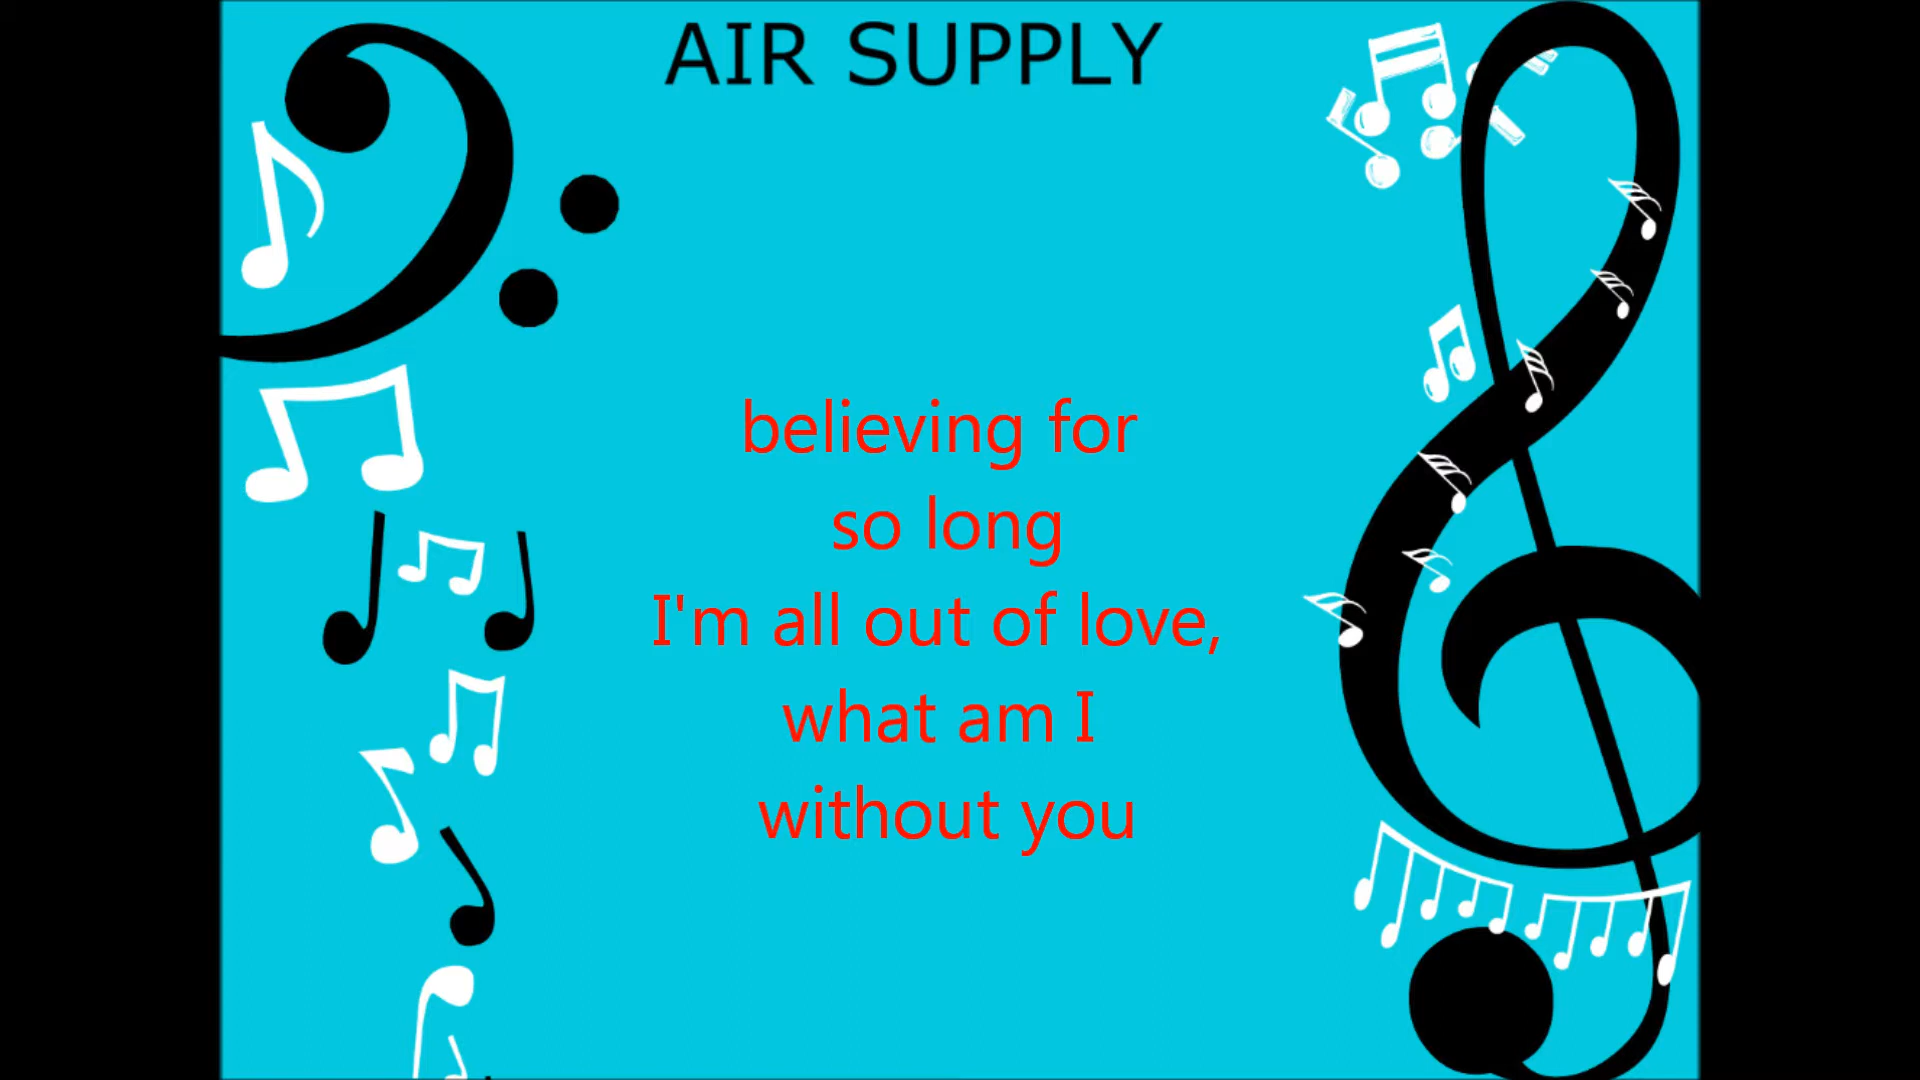 AIR SUPPLY
believing for
so long
I'm all out of love,
what am I
without you